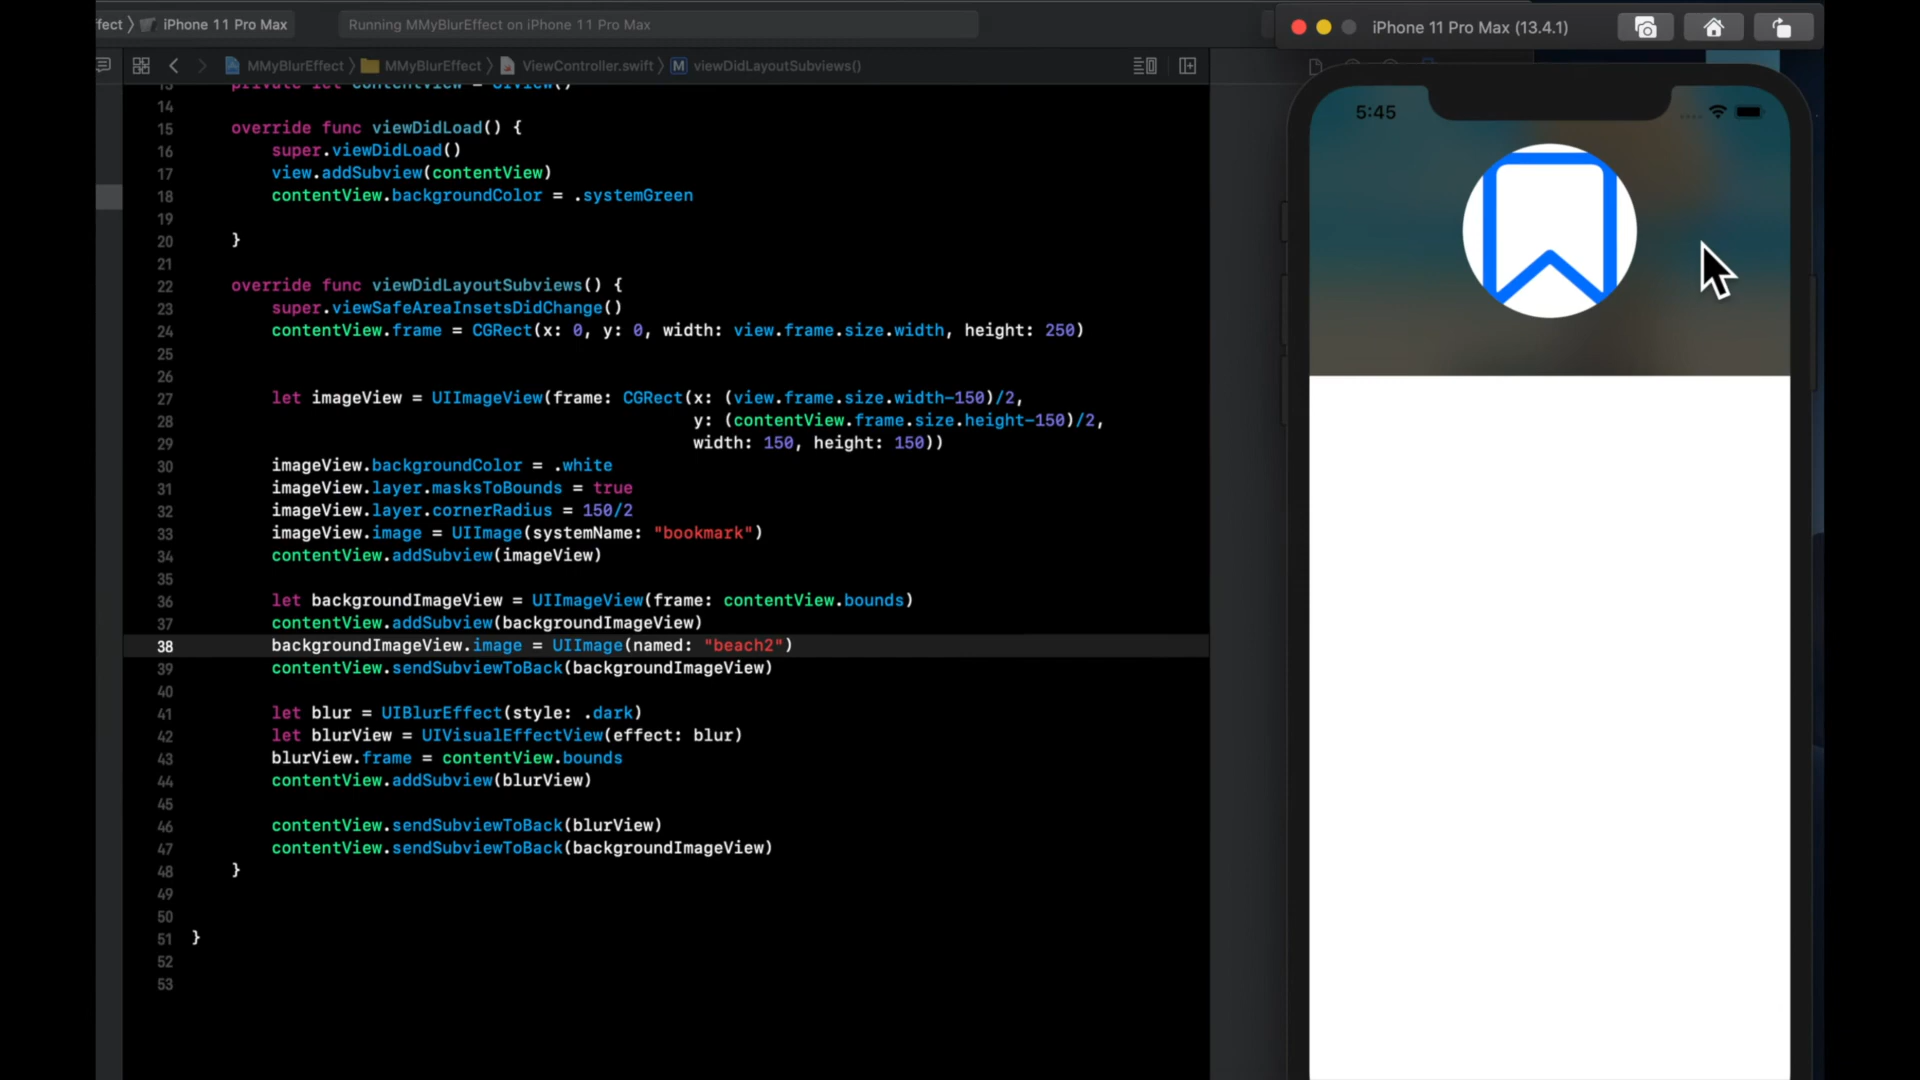 fect 〉 iPhone 11 Pro Max
Running MMyBlurEffect on iPhone 11 Pro Max
iPhone 11 Pro Max (13.4.1)
MMyBlurEffect 〉 MMyBlurEffect 〉 ViewController.swift 〉 M viewDidLayoutSubviews()
13 private let contentView = UIView()
14
15 override func viewDidLoad() {
16 super.viewDidLoad()
17 view.addSubview(contentView)
18 contentView.backgroundColor = .systemGreen
19
20 }
21
22 override func viewDidLayoutSubviews() {
23 super.viewSafeAreaInsetsDidChange()
24 contentView.frame = CGRect(x: 0, y: 0, width: view.frame.size.width, height: 250)
25
26
27 let imageView = UIImageView(frame: CGRect(x: (view.frame.size.width-150)/2,
28 y: (contentView.frame.size.height-150)/2,
29 width: 150, height: 150))
30 imageView.backgroundColor = .white
31 imageView.layer.masksToBounds = true
32 imageView.layer.cornerRadius = 150/2
33 imageView.image = UIImage(systemName: "bookmark")
34 contentView.addSubview(imageView)
35
36 let backgroundImageView = UIImageView(frame: contentView.bounds)
37 contentView.addSubview(backgroundImageView)
38 backgroundImageView.image = UIImage(named: "beach2")
39 contentView.sendSubviewToBack(backgroundImageView)
40
41 let blur = UIBlurEffect(style: .dark)
42 let blurView = UIVisualEffectView(effect: blur)
43 blurView.frame = contentView.bounds
44 contentView.addSubview(blurView)
45
46 contentView.sendSubviewToBack(blurView)
47 contentView.sendSubviewToBack(backgroundImageView)
48 }
49
50
51 }
52
53
5:45